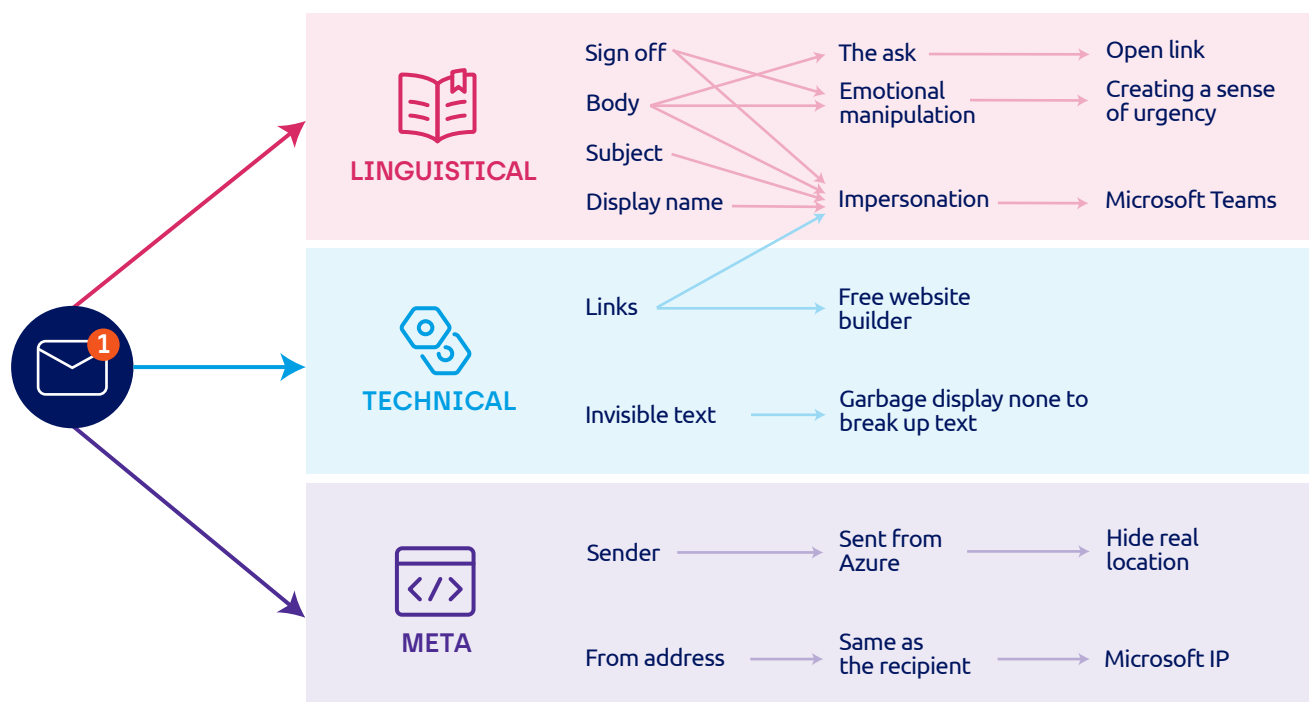 Sign off
The ask
Open link
Body
Emotional
manipulation
Creating a sense
of urgency
LINGUISTICAL
Subject
Display name
Impersonation
Microsoft Teams
1
Links
Free website
builder
TECHNICAL
Invisible text
Garbage display none to
break up text
Sender
Sent from
Azure
Hide real
location
</>
META
From address
Same as
the recipient
Microsoft IP